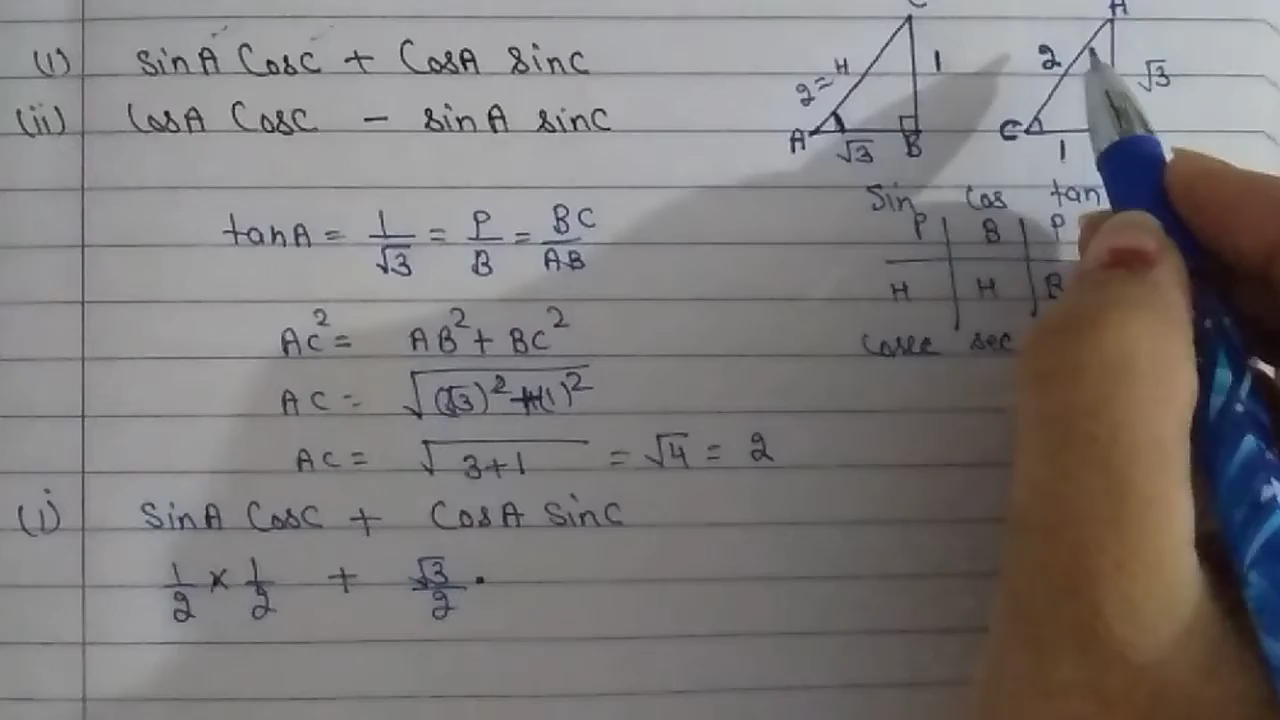 (i) sinA Cosc + CosA sinc
(ii) CosA Cosc - sinA sinc
2=H
1
A
√3
B
2
√3
C
1
Sin Cos tan
P B P
H H B
Cosec sec
tanA = 1/√3 = P/B = BC/AB
AC² = AB² + BC²
AC = √(√3)² + (1)²
AC = √3+1 = √4 = 2
(i) sinA Cosc + CosA Sinc
1/2 × 1/2 + √3/2 ·